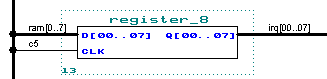 register_8
ram[0..7]
D[00..07] Q[00..07]
irq[00..07]
c5
CLK
13